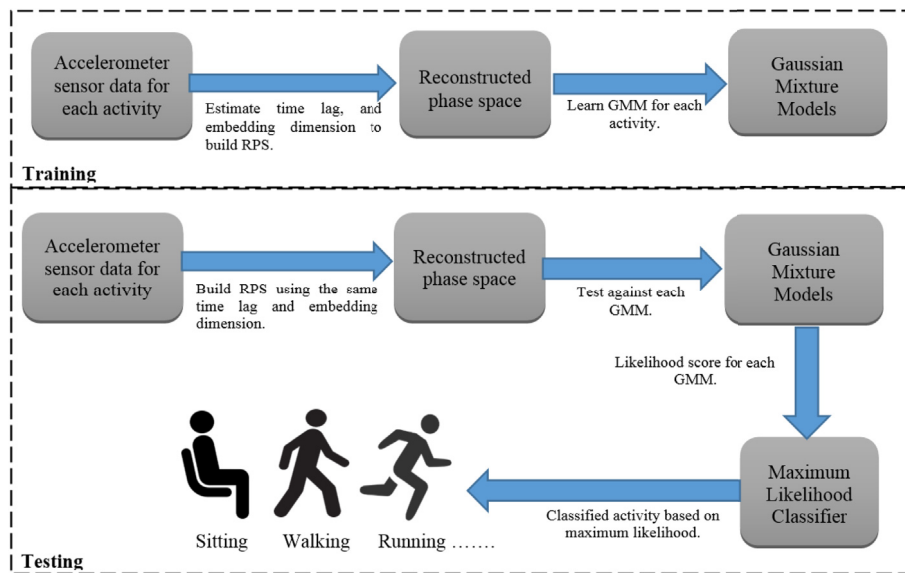 Accelerometer
sensor data for
each activity
Estimate time lag, and
embedding dimension to
build RPS.
Reconstructed
phase space
Learn GMM for each
activity.
Gaussian
Mixture
Models
Training
Accelerometer
sensor data for
each activity
Build RPS using the same
time lag and embedding
dimension.
Reconstructed
phase space
Test against each
GMM.
Gaussian
Mixture
Models
Likelihood score for each
GMM.
Maximum
Likelihood
Classifier
Classified activity based on
maximum likelihood.
Sitting Walking Running …….
Testing